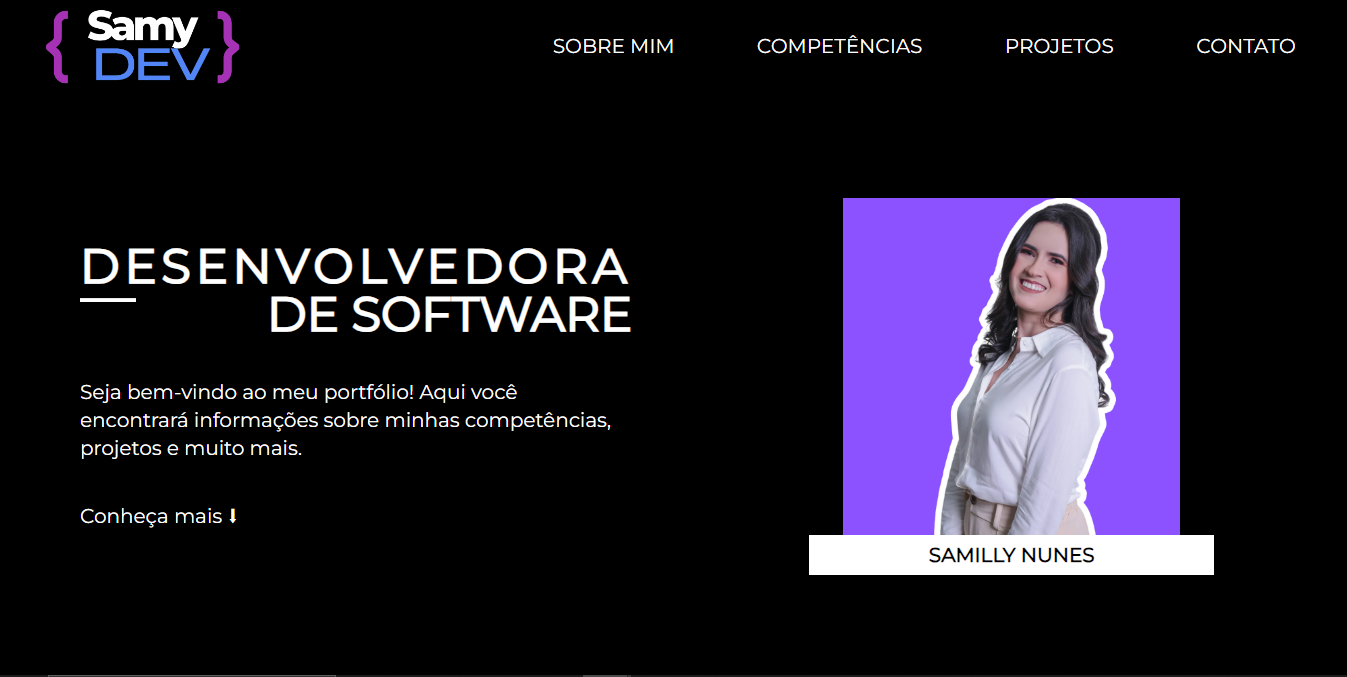 { Samy
DEV }
SOBRE MIM
COMPETÊNCIAS
PROJETOS
CONTATO
DESENVOLVEDORA
DE SOFTWARE
Seja bem-vindo ao meu portfólio! Aqui você
encontrará informações sobre minhas competências,
projetos e muito mais.
Conheça mais ⬇
SAMILLY NUNES